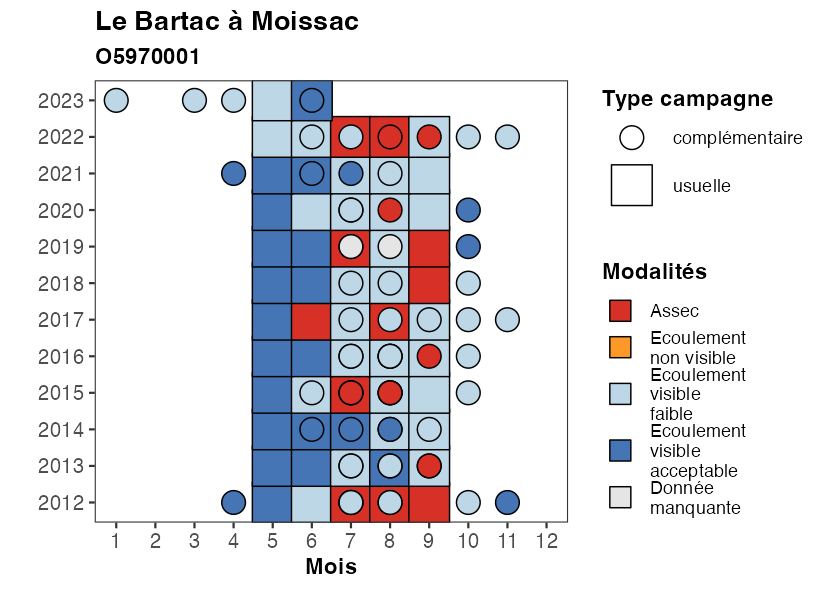 Le Bartac à Moissac
O5970001
2023
2022
2021
2020
2019
2018
2017
2016
2015
2014
2013
2012
1 2 3 4 5 6 7 8 9 10 11 12
Mois
Type campagne
complémentaire
usuelle
Modalités
Assec
Ecoulement
non visible
Ecoulement
visible
faible
Ecoulement
visible
acceptable
Donnée
manquante